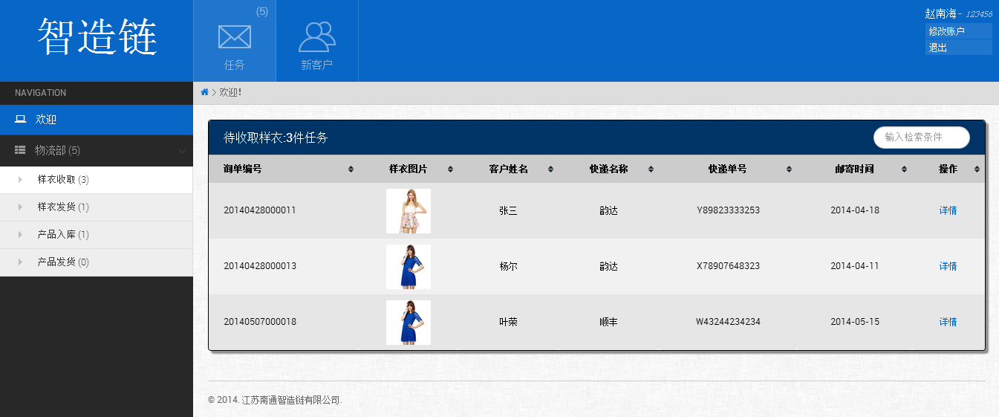 智造链
(5)
任务
新客户
赵南海 - 123456
修改账户
退出
NAVIGATION
欢迎
物流部 (5)
样衣收取 (3)
样衣发货 (1)
产品入库 (1)
产品发货 (0)
欢迎!
待收取样衣:3件任务
输入检索条件
询单编号 样衣图片 客户姓名 快递名称 快递单号 邮寄时间 操作
20140428000011 张三 韵达 Y89823333253 2014-04-18 详情
20140428000013 杨尔 韵达 X78907648323 2014-04-11 详情
20140507000018 叶荣 顺丰 W43244234234 2014-05-15 详情
© 2014. 江苏南通智造链有限公司.